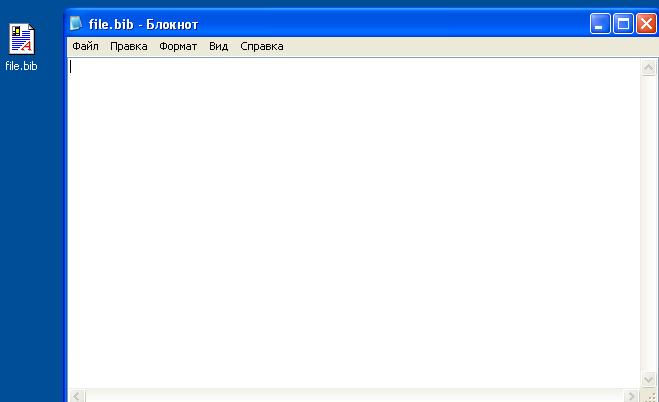 file.bib - Блокнот
Файл Правка Формат Вид Справка
file.bib